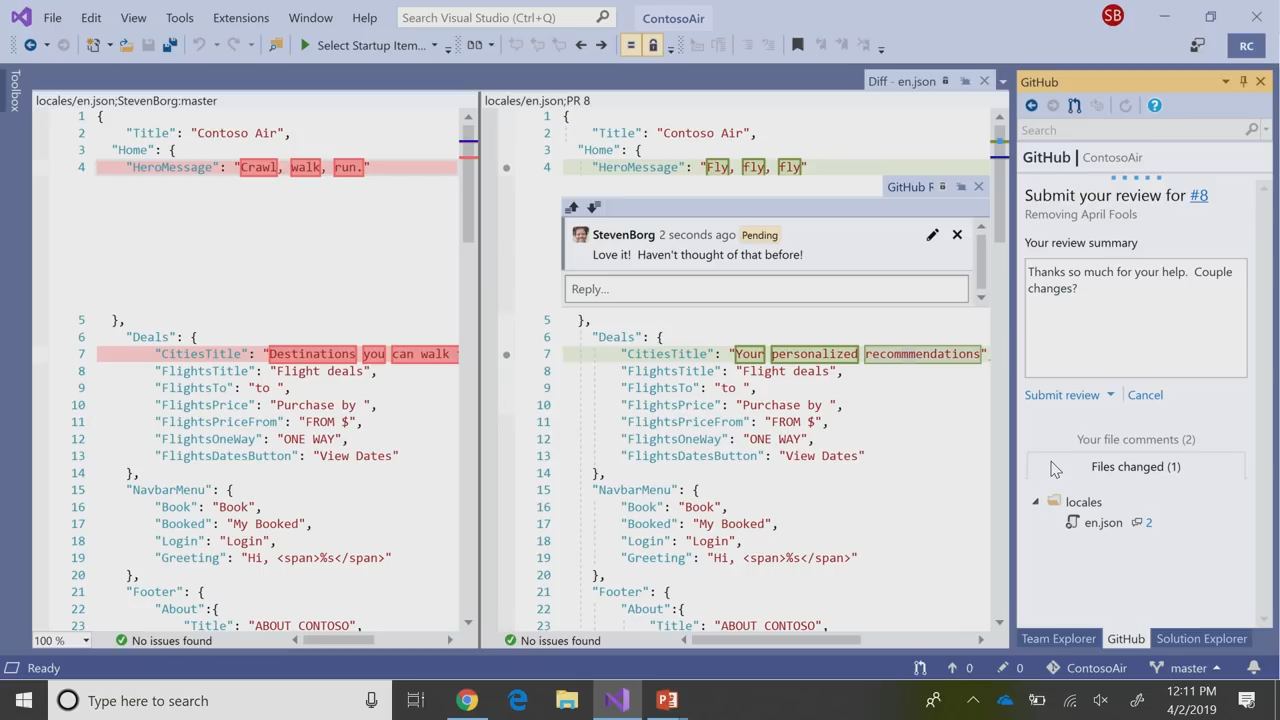 File Edit View Tools Extensions Window Help Search Visual Studio (Ctrl+Q) ContosoAir SB
Select Startup Item... RC
Toolbox
Diff - en.json
locales/en.json;StevenBorg:master
1 {
2 "Title": "Contoso Air",
3 "Home": {
4 "HeroMessage": "Crawl, walk, run."
5 },
6 "Deals": {
7 "CitiesTitle": "Destinations you can walk
8 "FlightsTitle": "Flight deals",
9 "FlightsTo": "to ",
10 "FlightsPrice": "Purchase by ",
11 "FlightsPriceFrom": "FROM $",
12 "FlightsOneWay": "ONE WAY",
13 "FlightsDatesButton": "View Dates"
14 },
15 "NavbarMenu": {
16 "Book": "Book",
17 "Booked": "My Booked",
18 "Login": "Login",
19 "Greeting": "Hi, <span>%s</span>"
20 },
21 "Footer": {
22 "About":{
23 "Title": "ABOUT CONTOSO",
100 % No issues found
locales/en.json;PR 8
1 {
2 "Title": "Contoso Air",
3 "Home": {
4 "HeroMessage": "Fly, fly, fly"
GitHub R
StevenBorg 2 seconds ago Pending
Love it! Haven't thought of that before!
Reply...
5 },
6 "Deals": {
7 "CitiesTitle": "Your personalized recommmendations"
8 "FlightsTitle": "Flight deals",
9 "FlightsTo": "to ",
10 "FlightsPrice": "Purchase by ",
11 "FlightsPriceFrom": "FROM $",
12 "FlightsOneWay": "ONE WAY",
13 "FlightsDatesButton": "View Dates"
14 },
15 "NavbarMenu": {
16 "Book": "Book",
17 "Booked": "My Booked",
18 "Login": "Login",
19 "Greeting": "Hi, <span>%s</span>"
20 },
21 "Footer": {
22 "About":{
23 "Title": "ABOUT CONTOSO",
No issues found
GitHub
Search
GitHub | ContosoAir
Submit your review for #8
Removing April Fools
Your review summary
Thanks so much for your help. Couple
changes?
Submit review Cancel
Your file comments (2)
Files changed (1)
locales
en.json 2
Team Explorer GitHub Solution Explorer
Ready 0 0 ContosoAir master
Type here to search
12:11 PM
4/2/2019